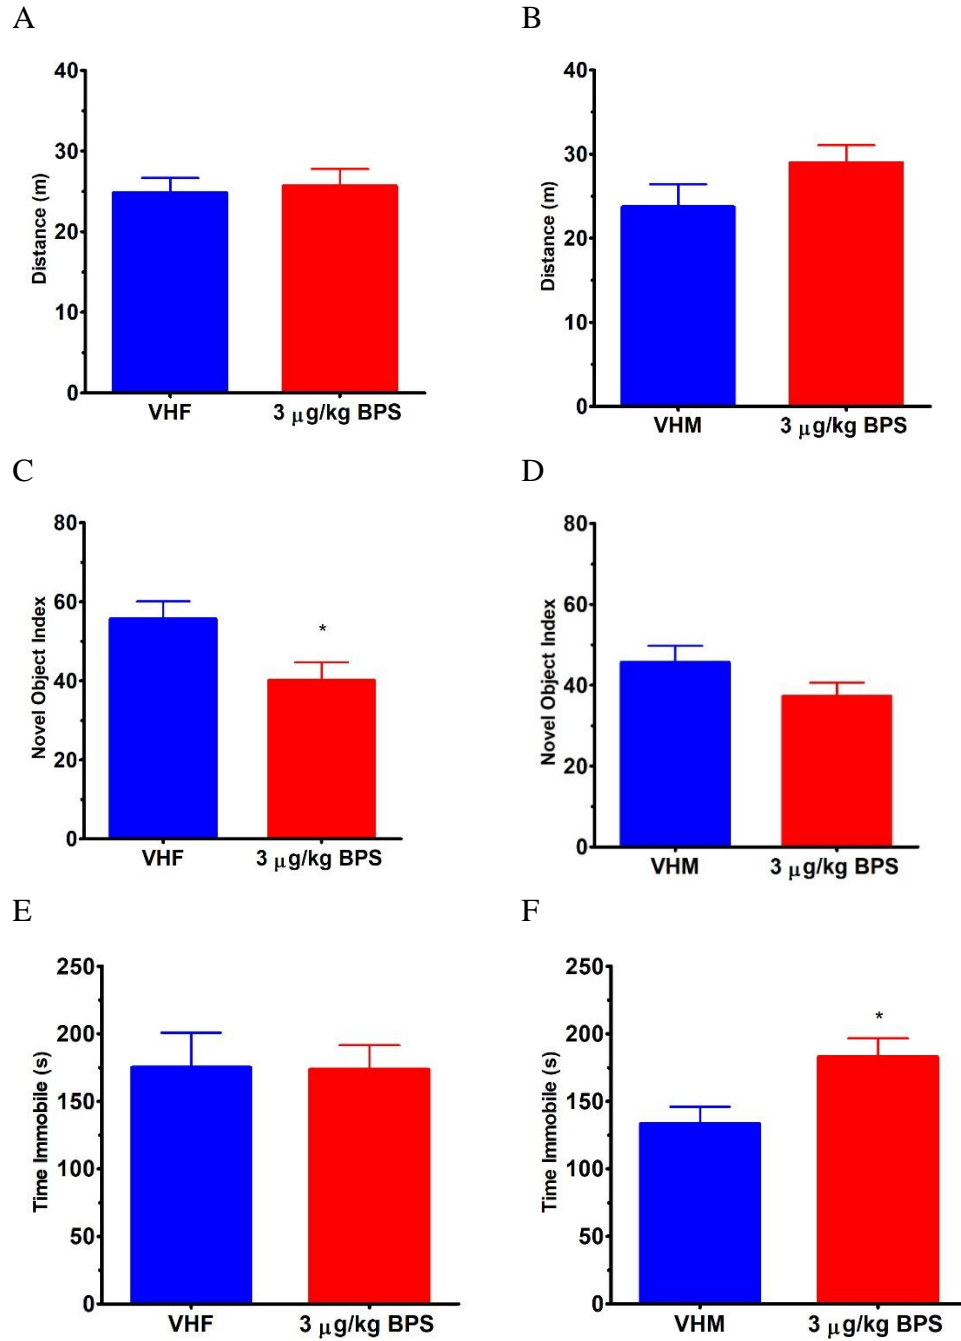 A
B
40
30
20
10
0
Distance (m)
VHF
3 μg/kg BPS
40
30
20
10
0
Distance (m)
VHM
3 μg/kg BPS
C
D
80
60
40
20
0
Novel Object Index
*
VHF
3 μg/kg BPS
80
60
40
20
0
Novel Object Index
VHM
3 μg/kg BPS
E
F
250
200
150
100
50
0
Time Immobile (s)
VHF
3 μg/kg BPS
250
200
150
100
50
0
Time Immobile (s)
*
VHM
3 μg/kg BPS